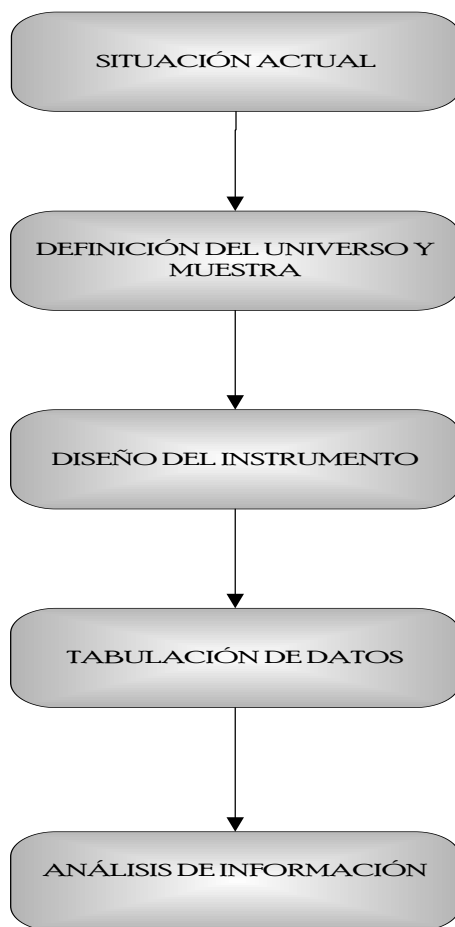 SITUACIÓN ACTUAL
DEFINICIÓN DEL UNIVERSO Y
MUESTRA
DISEÑO DEL INSTRUMENTO
TABULACIÓN DE DATOS
ANÁLISIS DE INFORMACIÓN